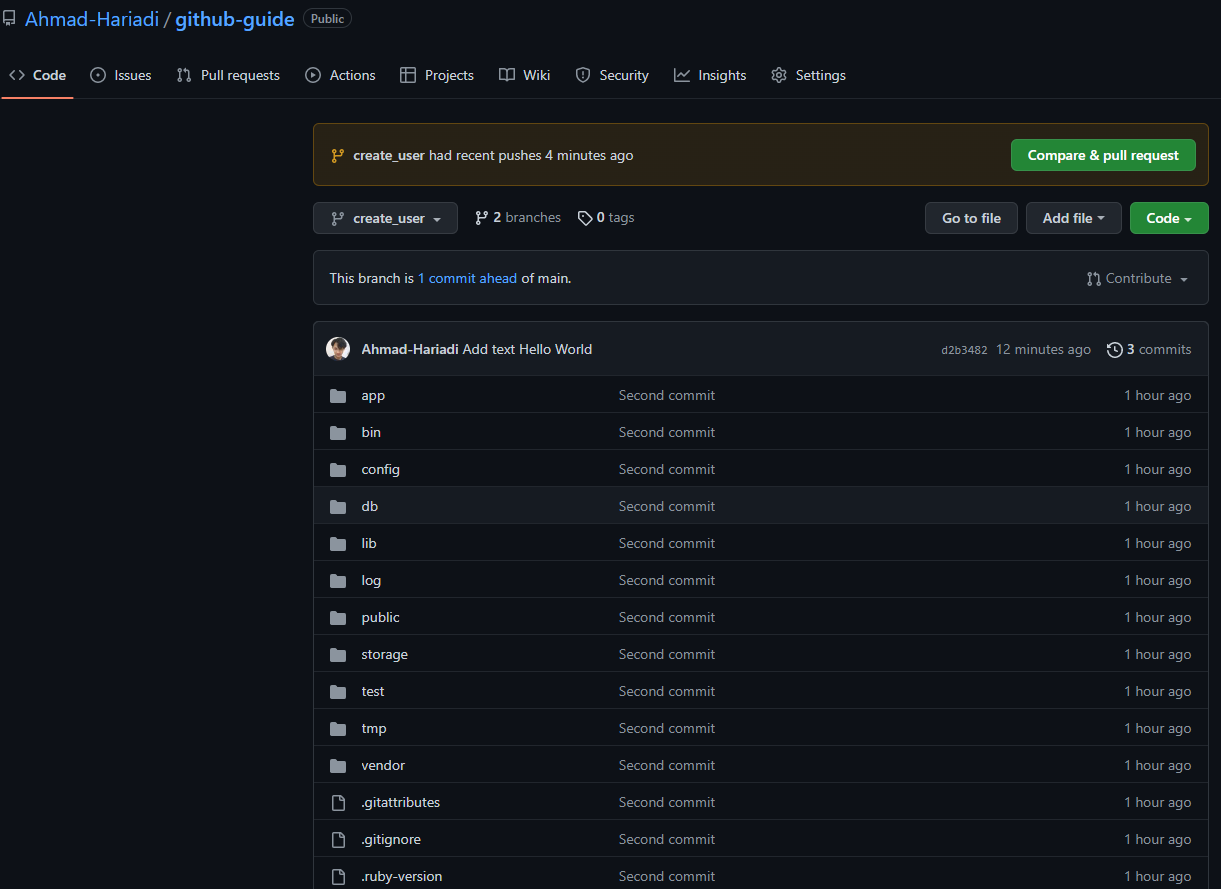 Ahmad-Hariadi / github-guide Public
Code Issues Pull requests Actions Projects Wiki Security Insights Settings
create_user had recent pushes 4 minutes ago Compare & pull request
create_user 2 branches 0 tags Go to file Add file Code
This branch is 1 commit ahead of main. Contribute
Ahmad-Hariadi Add text Hello World d2b3482 12 minutes ago 3 commits
app Second commit 1 hour ago
bin Second commit 1 hour ago
config Second commit 1 hour ago
db Second commit 1 hour ago
lib Second commit 1 hour ago
log Second commit 1 hour ago
public Second commit 1 hour ago
storage Second commit 1 hour ago
test Second commit 1 hour ago
tmp Second commit 1 hour ago
vendor Second commit 1 hour ago
.gitattributes Second commit 1 hour ago
.gitignore Second commit 1 hour ago
.ruby-version Second commit 1 hour ago